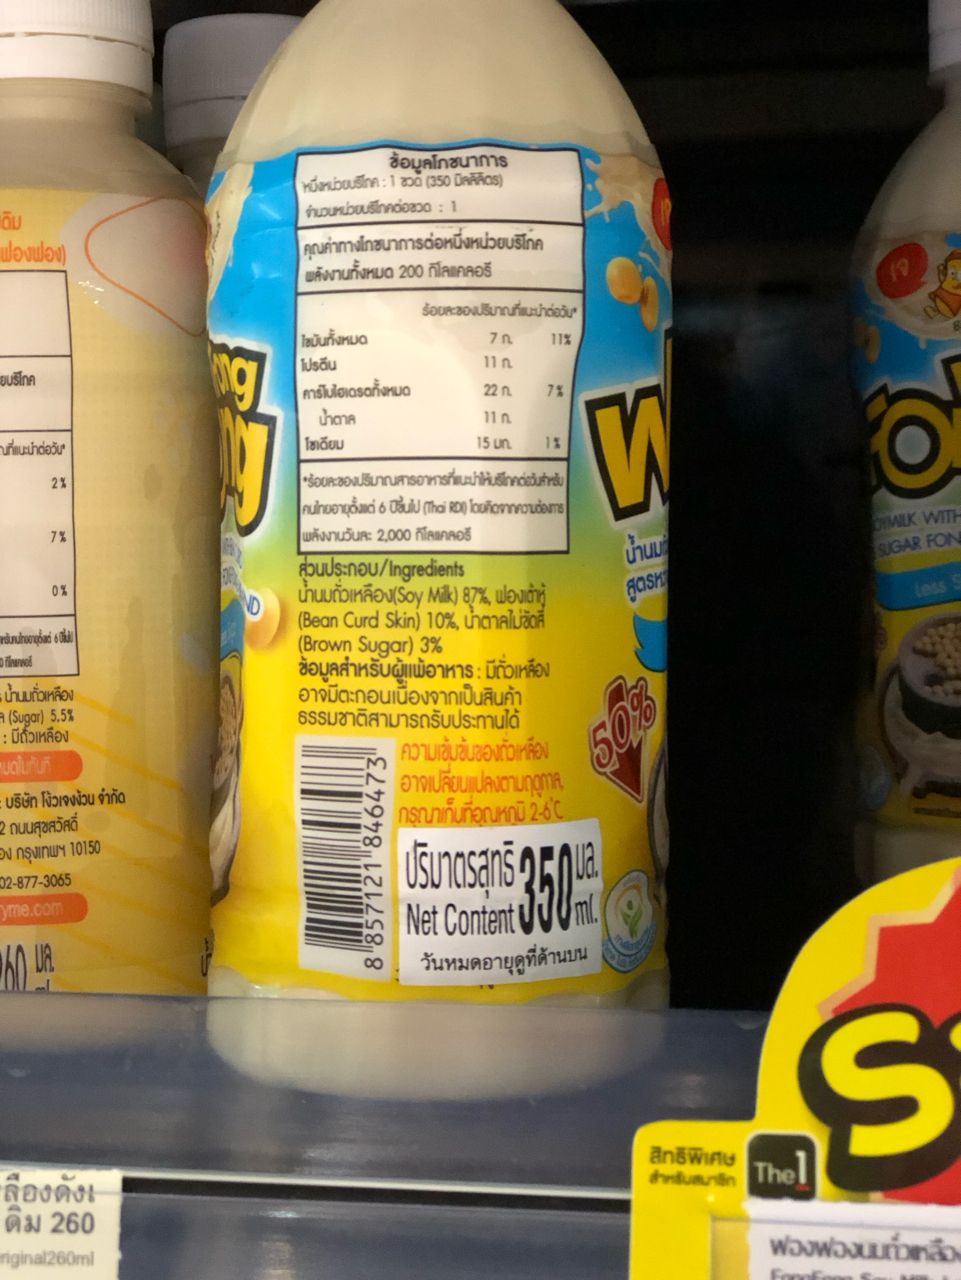 ข้อมูลโภชนาการ
หนึ่งหน่วยบริโภค : 1 ขวด (350 มิลลิลิตร)
จำนวนหน่วยบริโภคต่อขวด : 1
คุณค่าทางโภชนาการต่อหนึ่งหน่วยบริโภค
พลังงานทั้งหมด 200 กิโลแคลอรี
ร้อยละของปริมาณที่แนะนำต่อวัน*
ไขมันทั้งหมด 7 ก. 11%
โปรตีน 11 ก.
คาร์โบไฮเดรตทั้งหมด 22 ก. 7%
น้ำตาล 11 ก.
โซเดียม 15 มก. 1%
*ร้อยละของปริมาณสารอาหารที่แนะนำให้บริโภคต่อวันสำหรับ
คนไทยอายุตั้งแต่ 6 ปีขึ้นไป (Thai RDI) โดยคิดจากความต้องการ
พลังงานวันละ 2,000 กิโลแคลอรี
ส่วนประกอบ/Ingredients
น้ำนมถั่วเหลือง(Soy Milk) 87%, ฟองเต้าหู้
(Bean Curd Skin) 10%, น้ำตาลไม่ขัดสี
(Brown Sugar) 3%
ข้อมูลสำหรับผู้แพ้อาหาร : มีถั่วเหลือง
อาจมีตะกอนเนื่องจากเป็นสินค้า
ธรรมชาติสามารถรับประทานได้
ความเข้มข้นของถั่วเหลือง
อาจเปลี่ยนแปลงตามฤดูกาล,
กรุณาเก็บที่อุณหภูมิ 2-6°C
8 857121 846473
ปริมาตรสุทธิ 350 มล.
Net Content 350 ml.
วันหมดอายุดูที่ด้านบน
50%
2%
7%
0%
น้ำนมถั่วเหลือง
(Sugar) 5.5%
: มีถั่วเหลือง
: บริษัท โง้วเจงง้วน จำกัด
2 ถนนสุขสวัสดิ์
กรุงเทพฯ 10150
02-877-3065
260 มล.
เจ
SUGAR
Less
สิทธิพิเศษ
สำหรับสมาชิก
The 1
ดิม 260
riginal260ml
ฟองฟองนมถั่วเหลือง